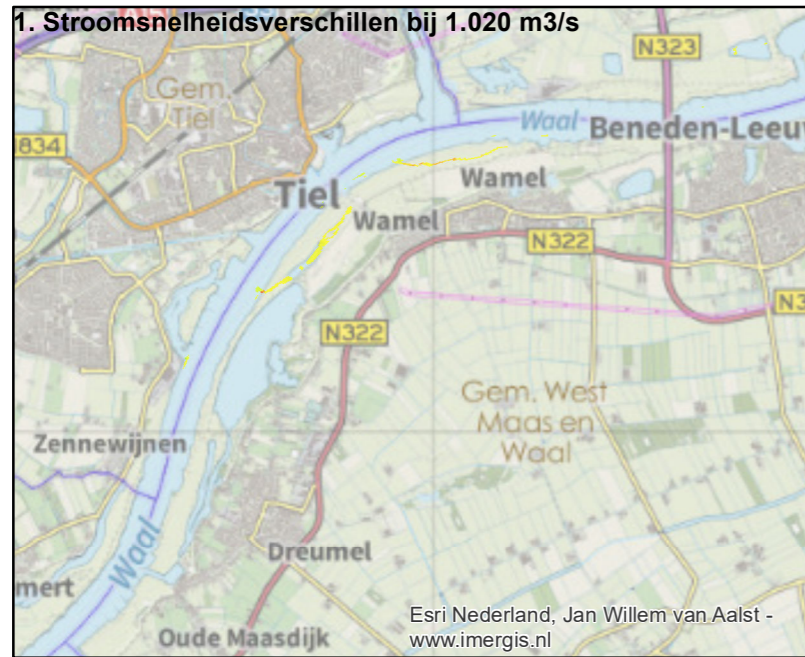 1. Stroomsnelheidsverschillen bij 1.020 m3/s
N323
Gem.
Tiel
Waal
Beneden-Leeuw
834
Tiel
Wamel
Wamel
N322
N3
N322
Gem. West
Maas en
Waal
Zennewijnen
Waal
Dreumel
mert
Esri Nederland, Jan Willem van Aalst -
www.imergis.nl
Oude Maasdijk